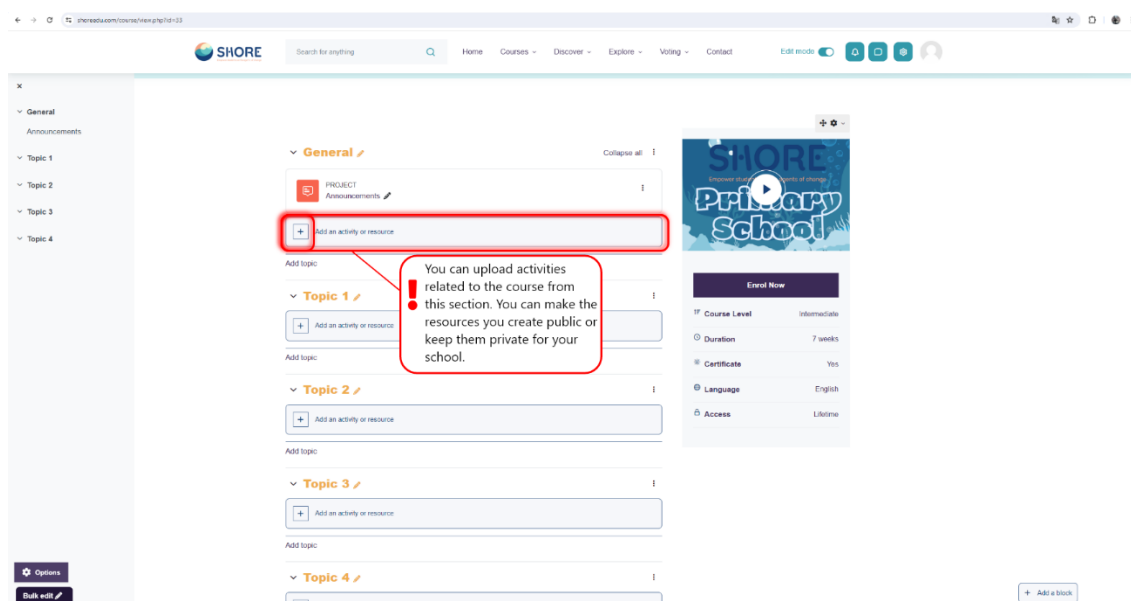 shoreedu.com/course/view.php?id=33
SHORE
Search for anything
Home Courses Discover Explore Voting Contact
Edit mode
General
Announcements
Topic 1
Topic 2
Topic 3
Topic 4
General
Collapse all
PROJECT
Announcements
Add an activity or resource
Add topic
You can upload activities
related to the course from
this section. You can make the
resources you create public or
keep them private for your
school.
Topic 1
Add an activity or resource
Add topic
Topic 2
Add an activity or resource
Add topic
Topic 3
Add an activity or resource
Add topic
Topic 4
SHORE
Primary
School
Enrol Now
Course Level Intermediate
Duration 7 weeks
Certificate Yes
Language English
Access Lifetime
Options
Bulk edit
Add a block